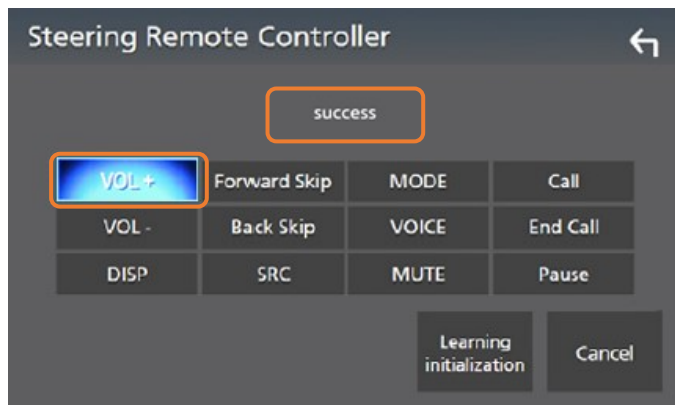 Steering Remote Controller
success
VOL+ Forward Skip MODE Call
VOL - Back Skip VOICE End Call
DISP SRC MUTE Pause
Learning
initialization
Cancel